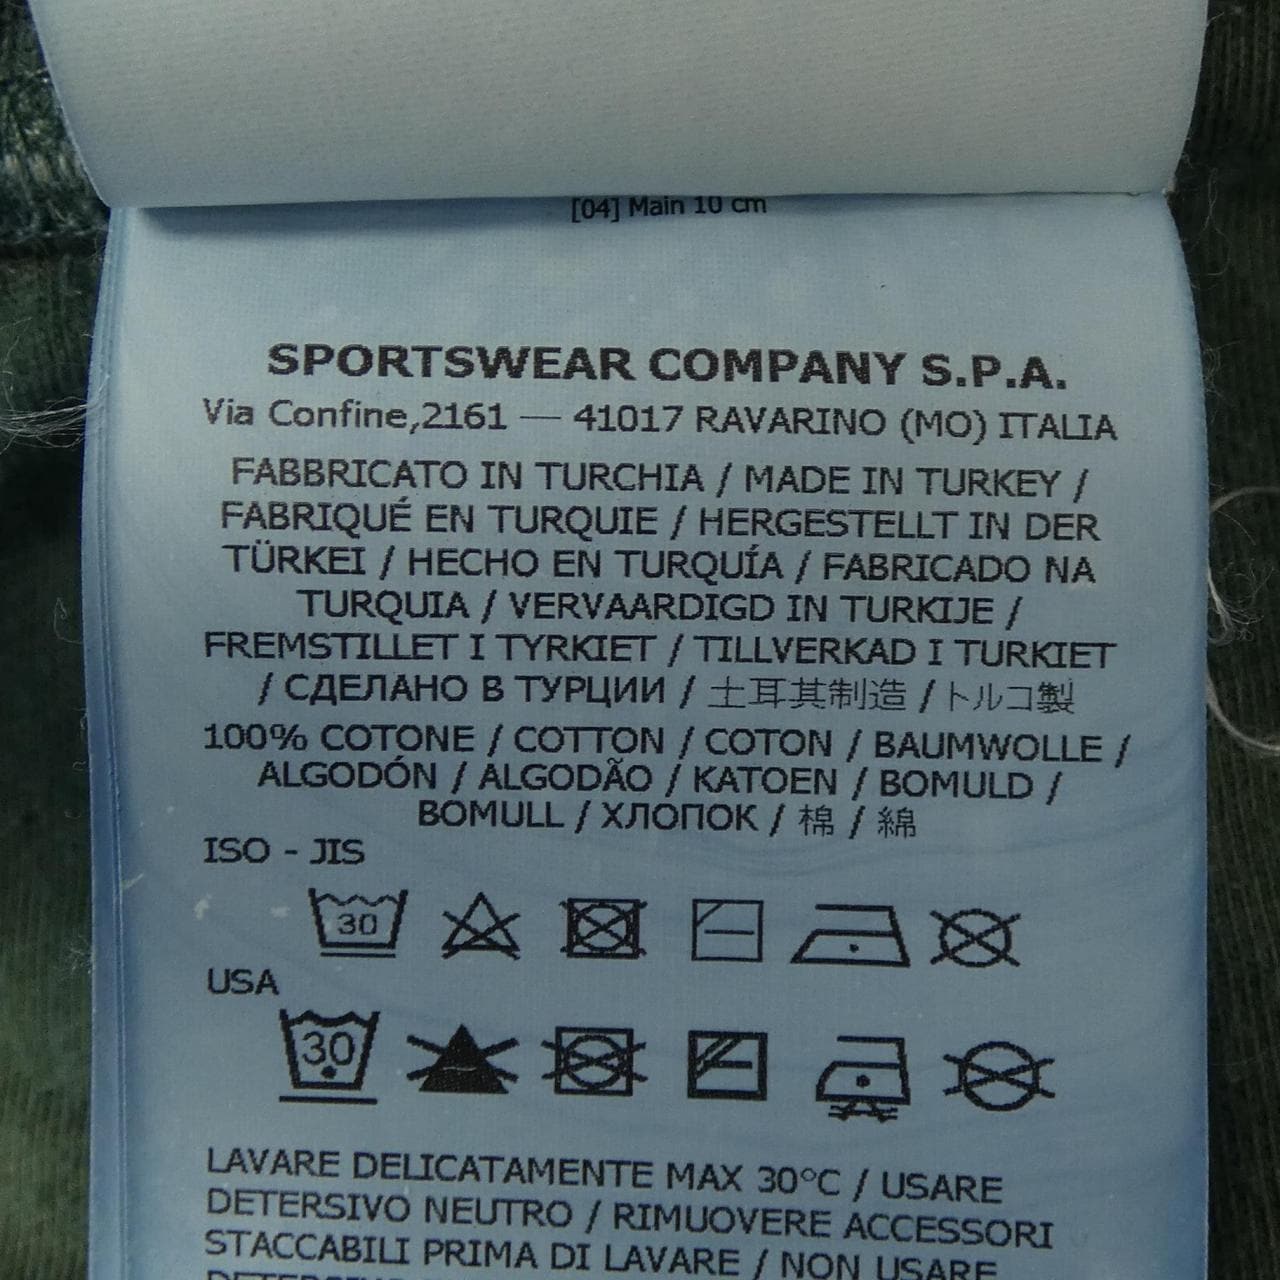 [04] Main 10 cm
SPORTSWEAR COMPANY S.P.A.
Via Confine,2161 — 41017 RAVARINO (MO) ITALIA
FABBRICATO IN TURCHIA / MADE IN TURKEY /
FABRIQUÉ EN TURQUIE / HERGESTELLT IN DER
TÜRKEI / HECHO EN TURQUÍA / FABRICADO NA
TURQUIA / VERVAARDIGD IN TURKIJE /
FREMSTILLET I TYRKIET / TILLVERKAD I TURKIET
/ СДЕЛАНО В ТУРЦИИ / 土耳其制造 / トルコ製
100% COTONE / COTTON / COTON / BAUMWOLLE /
ALGODÓN / ALGODÃO / KATOEN / BOMULD /
BOMULL / ХЛОПОК / 棉 / 綿
ISO - JIS
30
USA
30
LAVARE DELICATAMENTE MAX 30°C / USARE
DETERSIVO NEUTRO / RIMUOVERE ACCESSORI
STACCABILI PRIMA DI LAVARE / NON USARE